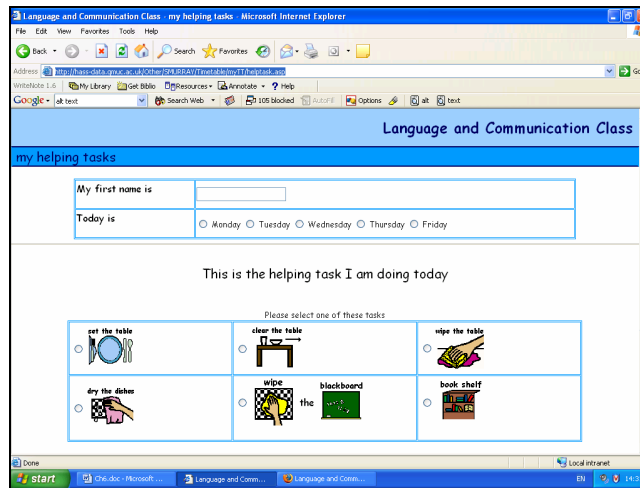 Language and Communication Class - my helping tasks - Microsoft Internet Explorer
File Edit View Favorites Tools Help
Back Search Favorites
Address http://hass-data.qmuc.ac.uk/Other/SMURRAY/Timetable/myTT/helptask.asp Go
WriteNote 1.6 My Library Get Biblio Resources Annotate ? Help
Google alt text Search Web 105 blocked AutoFill Options alt text
Language and Communication Class
my helping tasks
My first name is
Today is Monday Tuesday Wednesday Thursday Friday
This is the helping task I am doing today
Please select one of these tasks
set the table clear the table wipe the table
dry the dishes wipe the blackboard book shelf
Done Local intranet
start Ch6.doc - Microsoft ... Language and Comm... Language and Comm... EN